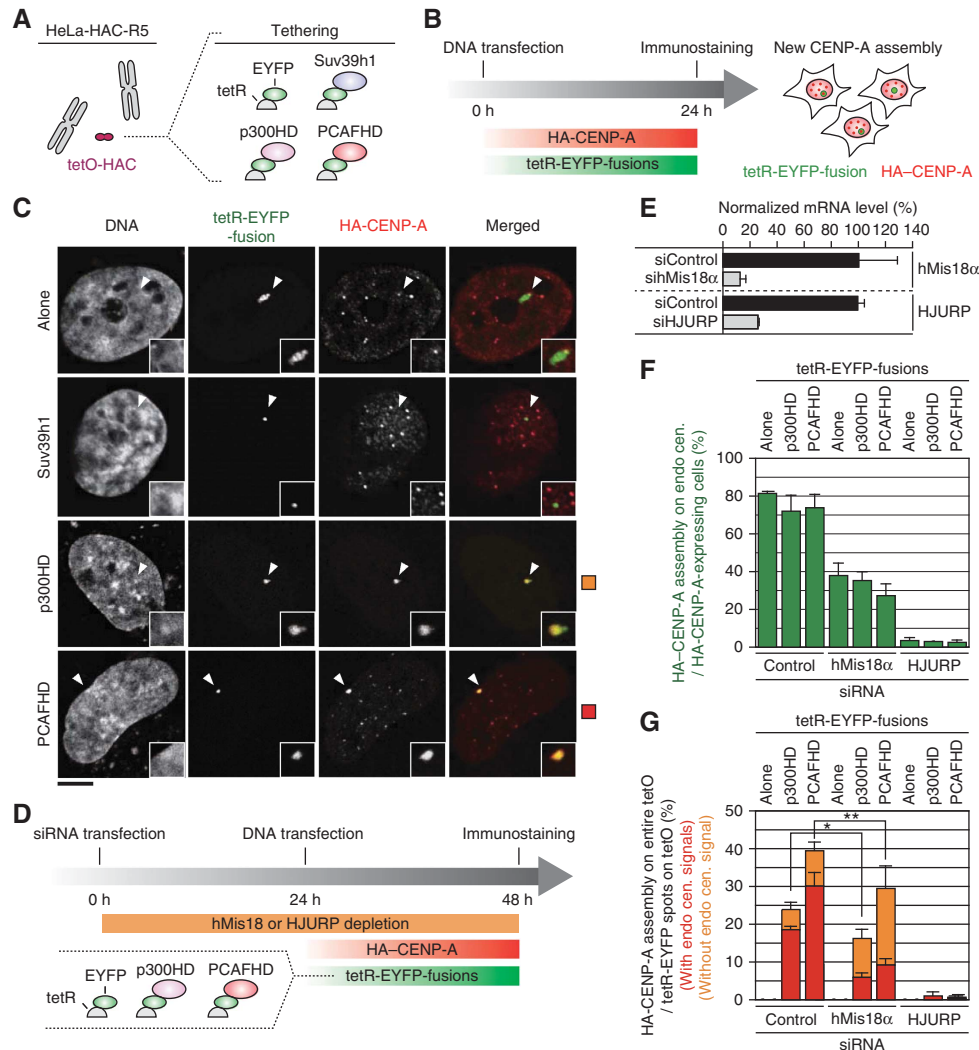 A
HeLa-HAC-R5
tetO-HAC
Tethering
EYFP
tetR
Suv39h1
p300HD
PCAFHD
B
DNA transfection
Immunostaining
0 h
24 h
HA-CENP-A
tetR-EYFP-fusions
New CENP-A assembly
tetR-EYFP-fusion
HA–CENP-A
C
DNA
tetR-EYFP
-fusion
HA-CENP-A
Merged
Alone
Suv39h1
p300HD
PCAFHD
D
siRNA transfection
DNA transfection
Immunostaining
0 h
24 h
48 h
hMis18 or HJURP depletion
HA–CENP-A
tetR-EYFP-fusions
EYFP
tetR
p300HD
PCAFHD
E
Normalized mRNA level (%)
0 20 40 60 80 100 120 140
siControl
sihMis18α
hMis18α
siControl
siHJURP
HJURP
F
tetR-EYFP-fusions
Alone
p300HD
PCAFHD
Alone
p300HD
PCAFHD
Alone
p300HD
PCAFHD
HA–CENP-A assembly on endo cen.
/ HA-CENP-A-expressing cells (%)
100
80
60
40
20
0
Control
hMis18α
HJURP
siRNA
G
tetR-EYFP-fusions
Alone
p300HD
PCAFHD
Alone
p300HD
PCAFHD
Alone
p300HD
PCAFHD
HA-CENP-A assembly on entire tetO
/ tetR-EYFP spots on tetO (%)
(With endo cen. signals)
(Without endo cen. signal)
50
40
30
20
10
0
**
*
Control
hMis18α
HJURP
siRNA